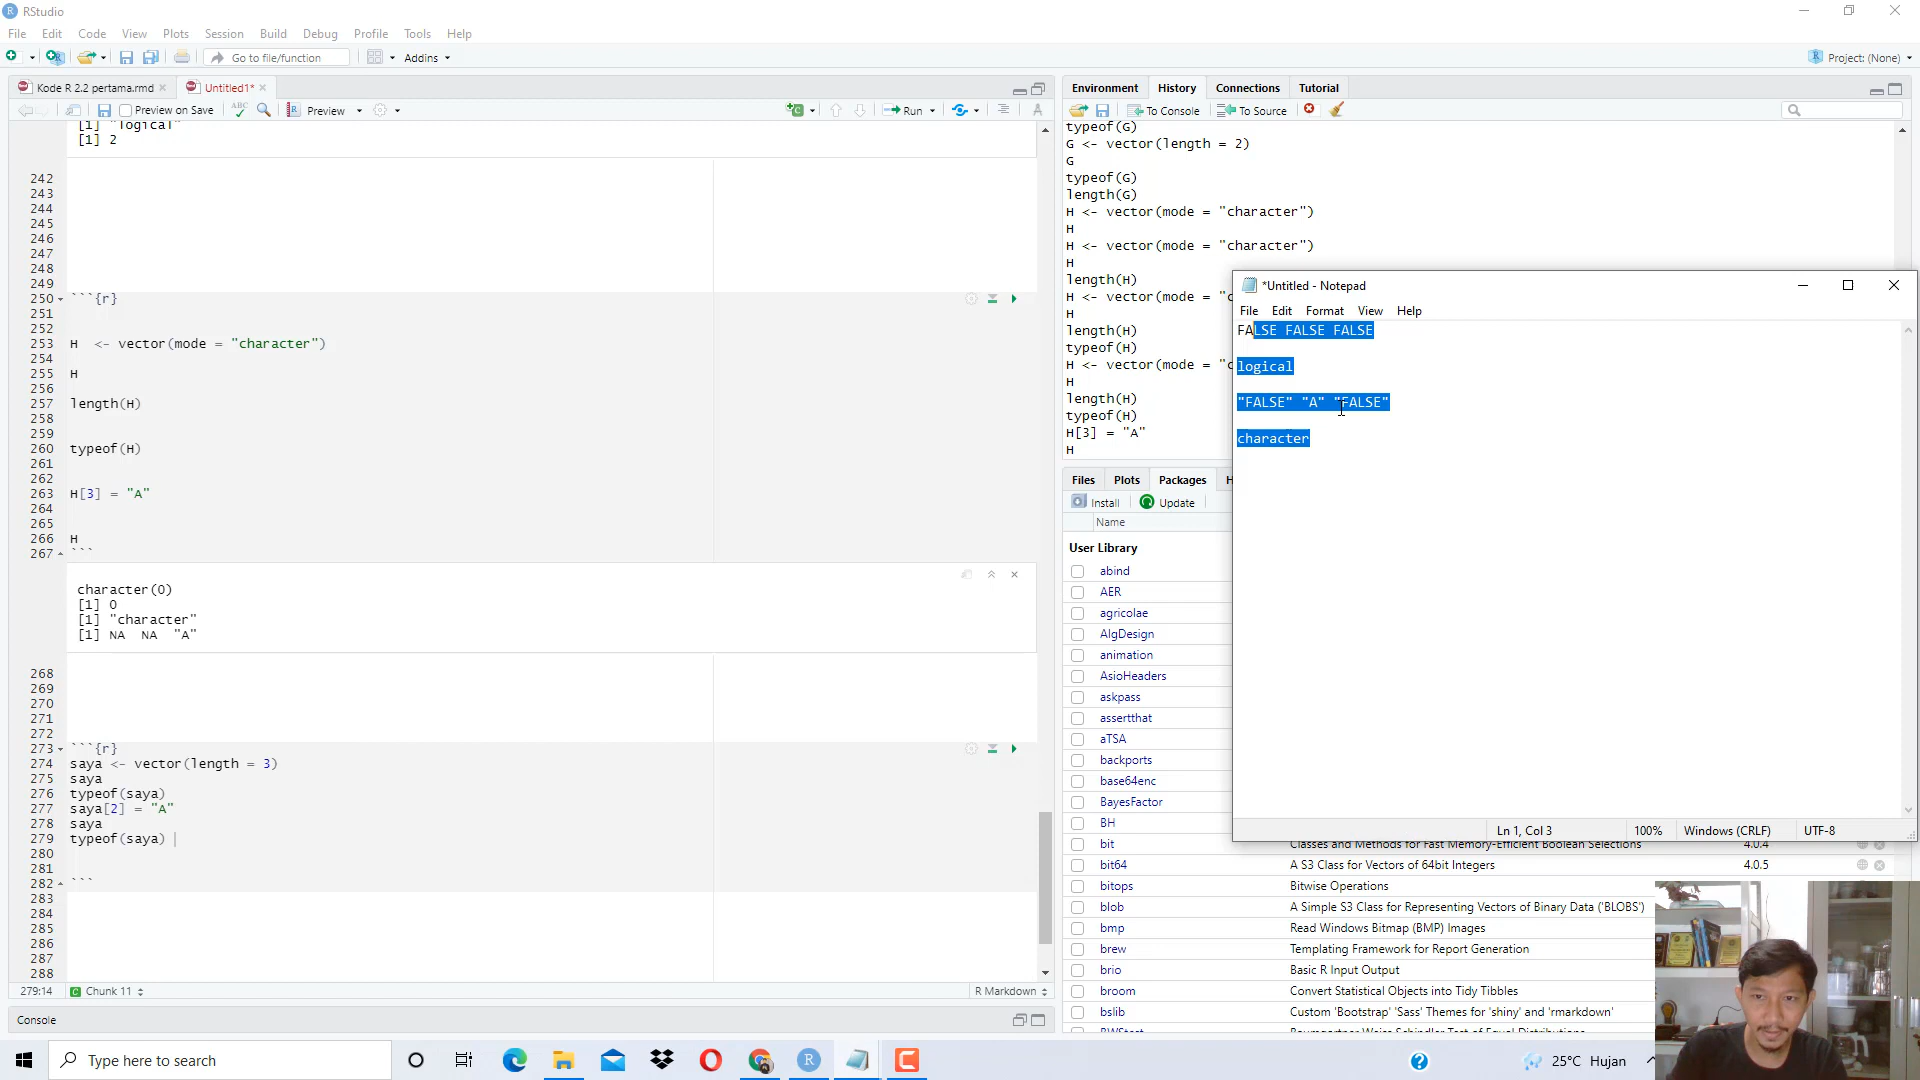 RStudio
File Edit Code View Plots Session Build Debug Profile Tools Help
Go to file/function
Addins
Project: (None)
Kode R 2.2 pertama.rmd
Untitled1*
Preview on Save
ABC
Preview
Run
[1] "logical"
[1] 2
242
243
244
245
246
247
248
249
250 ```{r}
251
252
253 H <- vector(mode = "character")
254
255 H
256
257 length(H)
258
259
260 typeof(H)
261
262
263 H[3] = "A"
264
265
266 H
267 ```
character(0)
[1] 0
[1] "character"
[1] NA NA "A"
268
269
270
271
272
273 ```{r}
274 saya <- vector(length = 3)
275 saya
276 typeof(saya)
277 saya[2] = "A"
278 saya
279 typeof(saya)
280
281
282 ```
283
284
285
286
287
288
279:14
Chunk 11
R Markdown
Console
Environment History Connections Tutorial
To Console
To Source
typeof(G)
G <- vector(length = 2)
G
typeof(G)
length(G)
H <- vector(mode = "character")
H
H <- vector(mode = "character")
H
length(H)
H <- vector(mode = "c
H
length(H)
typeof(H)
H <- vector(mode = "c
H
length(H)
typeof(H)
H[3] = "A"
H
Files Plots Packages H
Install
Update
Name
User Library
abind
AER
agricolae
AlgDesign
animation
AsioHeaders
askpass
assertthat
aTSA
backports
base64enc
BayesFactor
BH
bit Classes and Methods for Fast Memory-Efficient Boolean Selections 4.0.4
bit64 A S3 Class for Vectors of 64bit Integers 4.0.5
bitops Bitwise Operations
blob A Simple S3 Class for Representing Vectors of Binary Data ('BLOBS')
bmp Read Windows Bitmap (BMP) Images
brew Templating Framework for Report Generation
brio Basic R Input Output
broom Convert Statistical Objects into Tidy Tibbles
bslib Custom 'Bootstrap' 'Sass' Themes for 'shiny' and 'rmarkdown'
*Untitled - Notepad
File Edit Format View Help
FALSE FALSE FALSE
logical
"FALSE" "A" "FALSE"
character
Ln 1, Col 3
100%
Windows (CRLF)
UTF-8
Type here to search
25°C Hujan